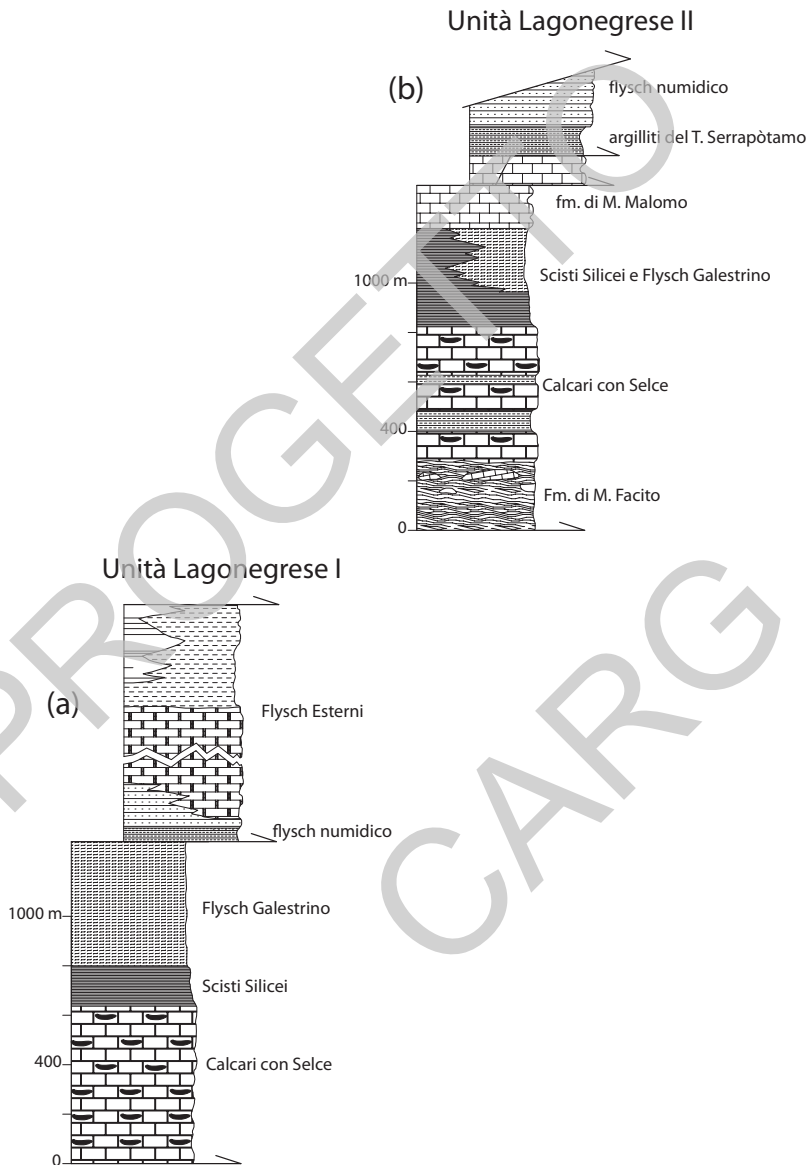 Unità Lagonegrese II
(b)
flysch numidico
argilliti del T. Serrapòtamo
fm. di M. Malomo
Scisti Silicei e Flysch Galestrino
1000 m
Calcari con Selce
400
Fm. di M. Facito
0
Unità Lagonegrese I
(a)
Flysch Esterni
flysch numidico
Flysch Galestrino
1000 m
Scisti Silicei
Calcari con Selce
400
0
PROGETTO
CARG